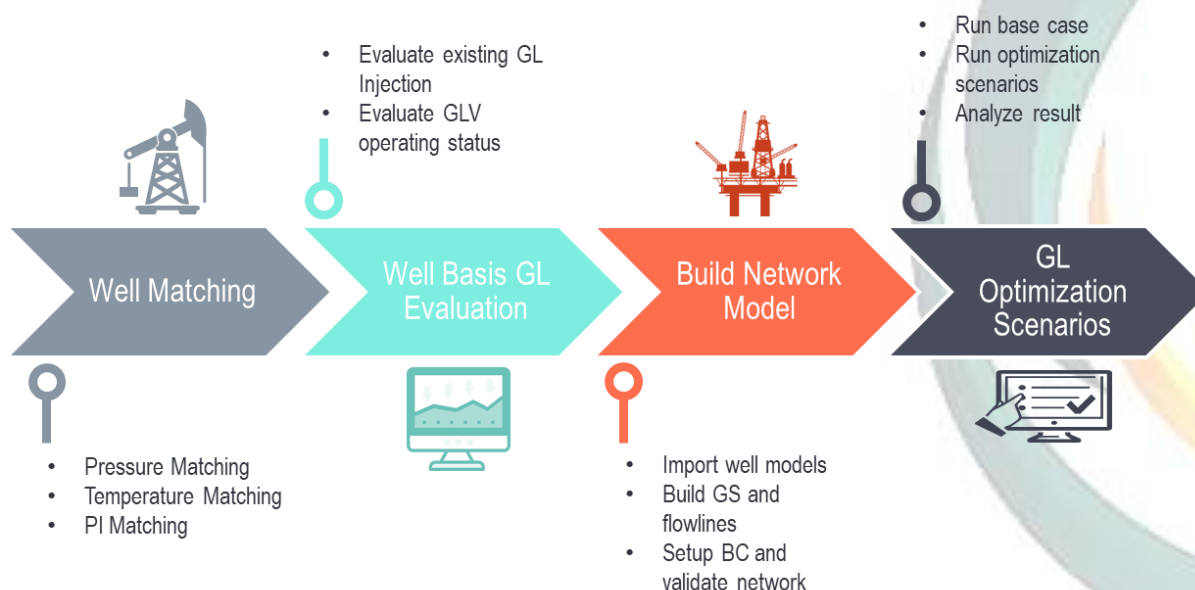 Well Matching
• Pressure Matching
• Temperature Matching
• PI Matching
• Evaluate existing GL
Injection
• Evaluate GLV
operating status
Well Basis GL
Evaluation
Build Network
Model
• Import well models
• Build GS and
flowlines
• Setup BC and
validate network
• Run base case
• Run optimization
scenarios
• Analyze result
GL
Optimization
Scenarios